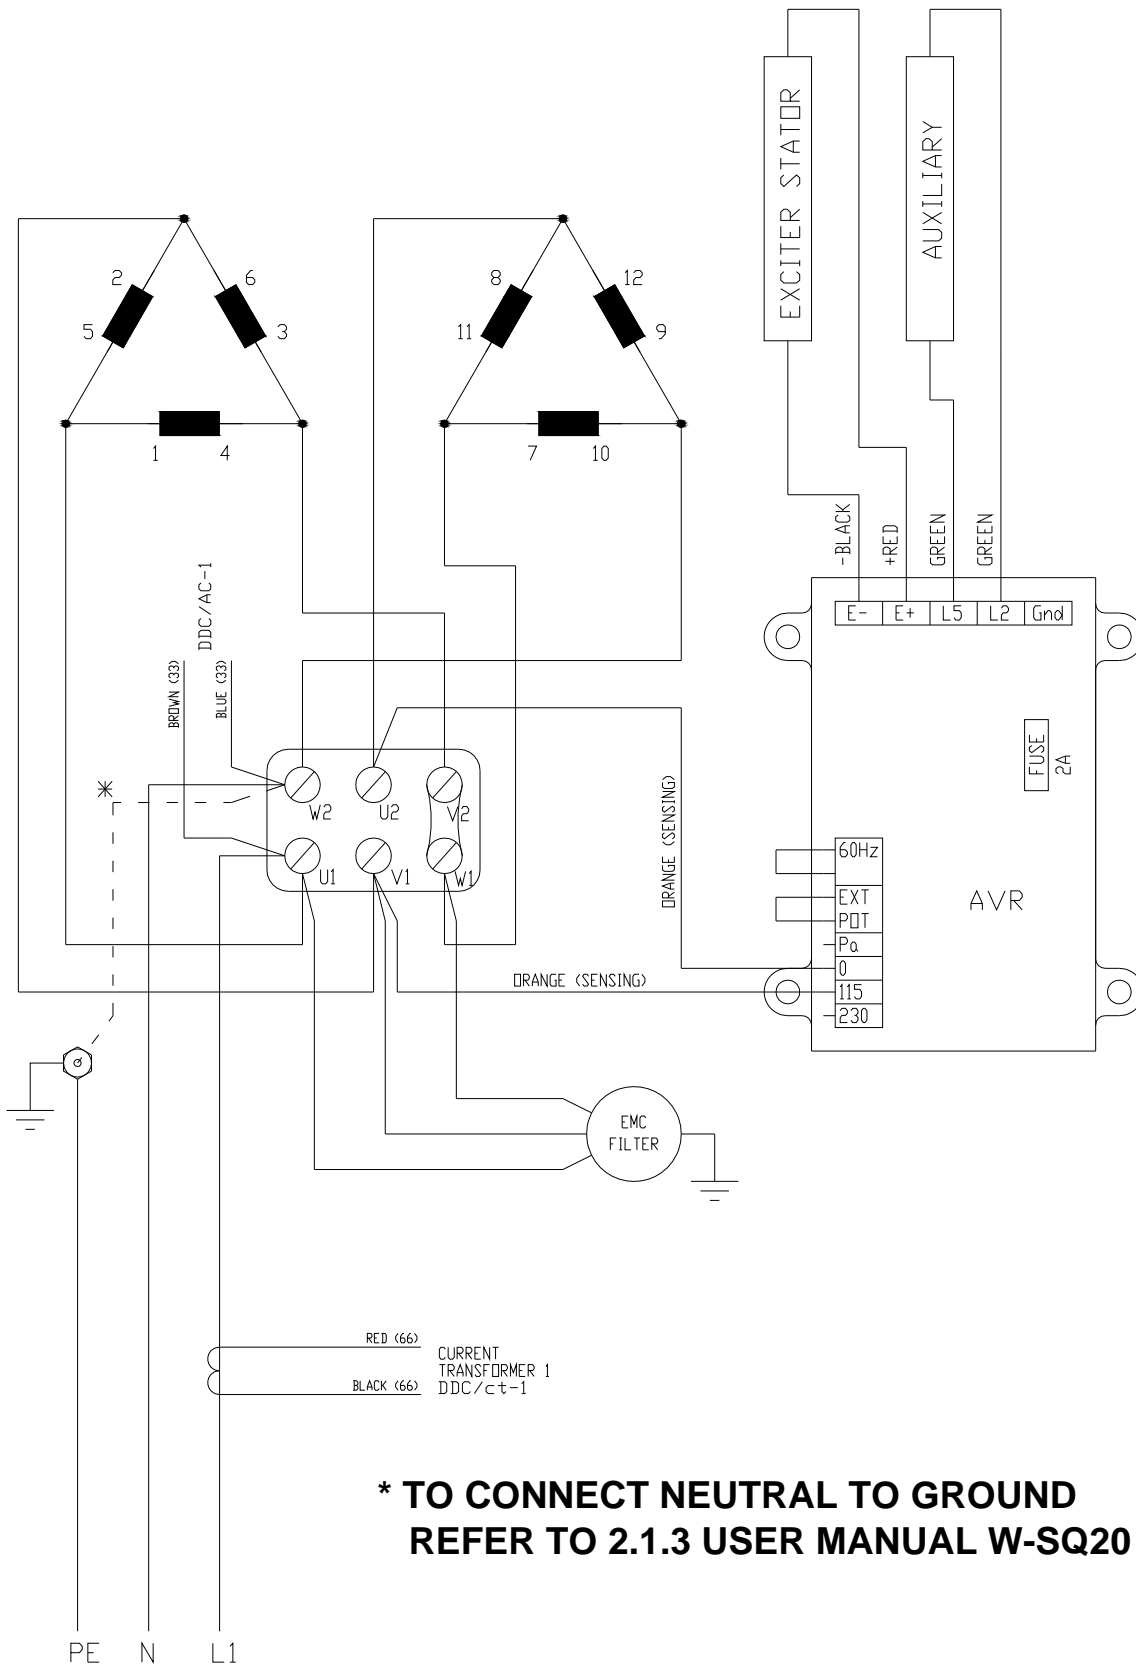 EXCITER STATOR
AUXILIARY
2
6
5
3
1
4
8
12
11
9
7
10
-BLACK
+RED
GREEN
GREEN
E-
E+
L5
L2
Gnd
DDC/AC-1
BROWN (33)
BLUE (33)
*
W2
U2
V2
U1
V1
W1
ORANGE (SENSING)
FUSE
2A
60Hz
EXT
POT
Pa
0
115
230
AVR
ORANGE (SENSING)
EMC
FILTER
RED (66)
CURRENT
TRANSFORMER 1
BLACK (66)
DDC/ct-1
* TO CONNECT NEUTRAL TO GROUND
REFER TO 2.1.3 USER MANUAL W-SQ20
PE
N
L1